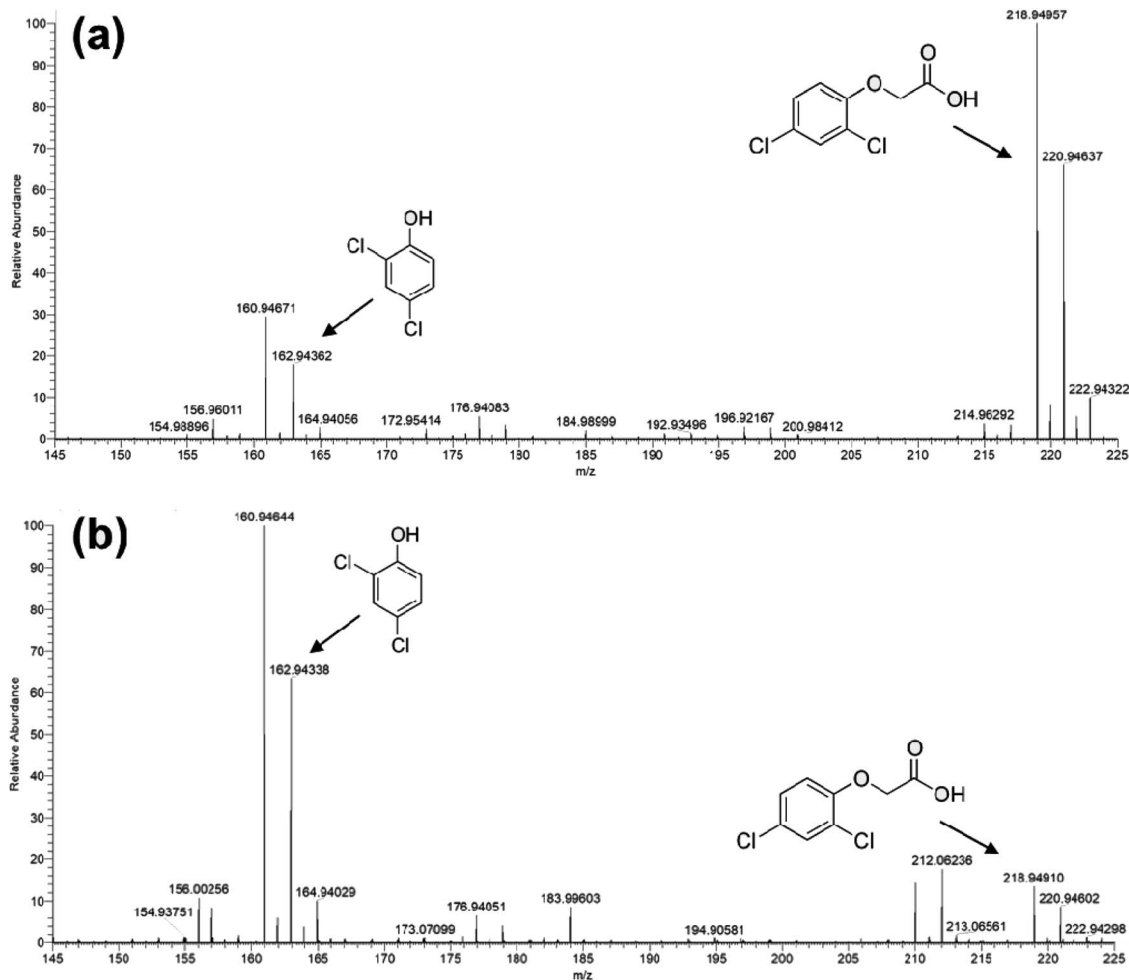 (a)
Relative Abundance
100
90
80
70
60
50
40
30
20
10
0
154.98896
156.96011
160.94671
162.94362
164.94056
172.95414
176.94083
184.98999
192.93496
196.92167
200.98412
214.96292
218.94957
220.94637
222.94322
OH
Cl
Cl
O
O
OH
Cl
Cl
145 150 155 160 165 170 175 180 185 190 195 200 205 210 215 220 225
m/z
(b)
Relative Abundance
100
90
80
70
60
50
40
30
20
10
0
154.93751
156.00256
160.94644
162.94338
164.94029
173.07099
176.94051
183.99603
194.90581
212.06236
213.06561
218.94910
220.94602
222.94298
OH
Cl
Cl
O
O
OH
Cl
Cl
145 150 155 160 165 170 175 180 185 190 195 200 205 210 215 220 225
m/z